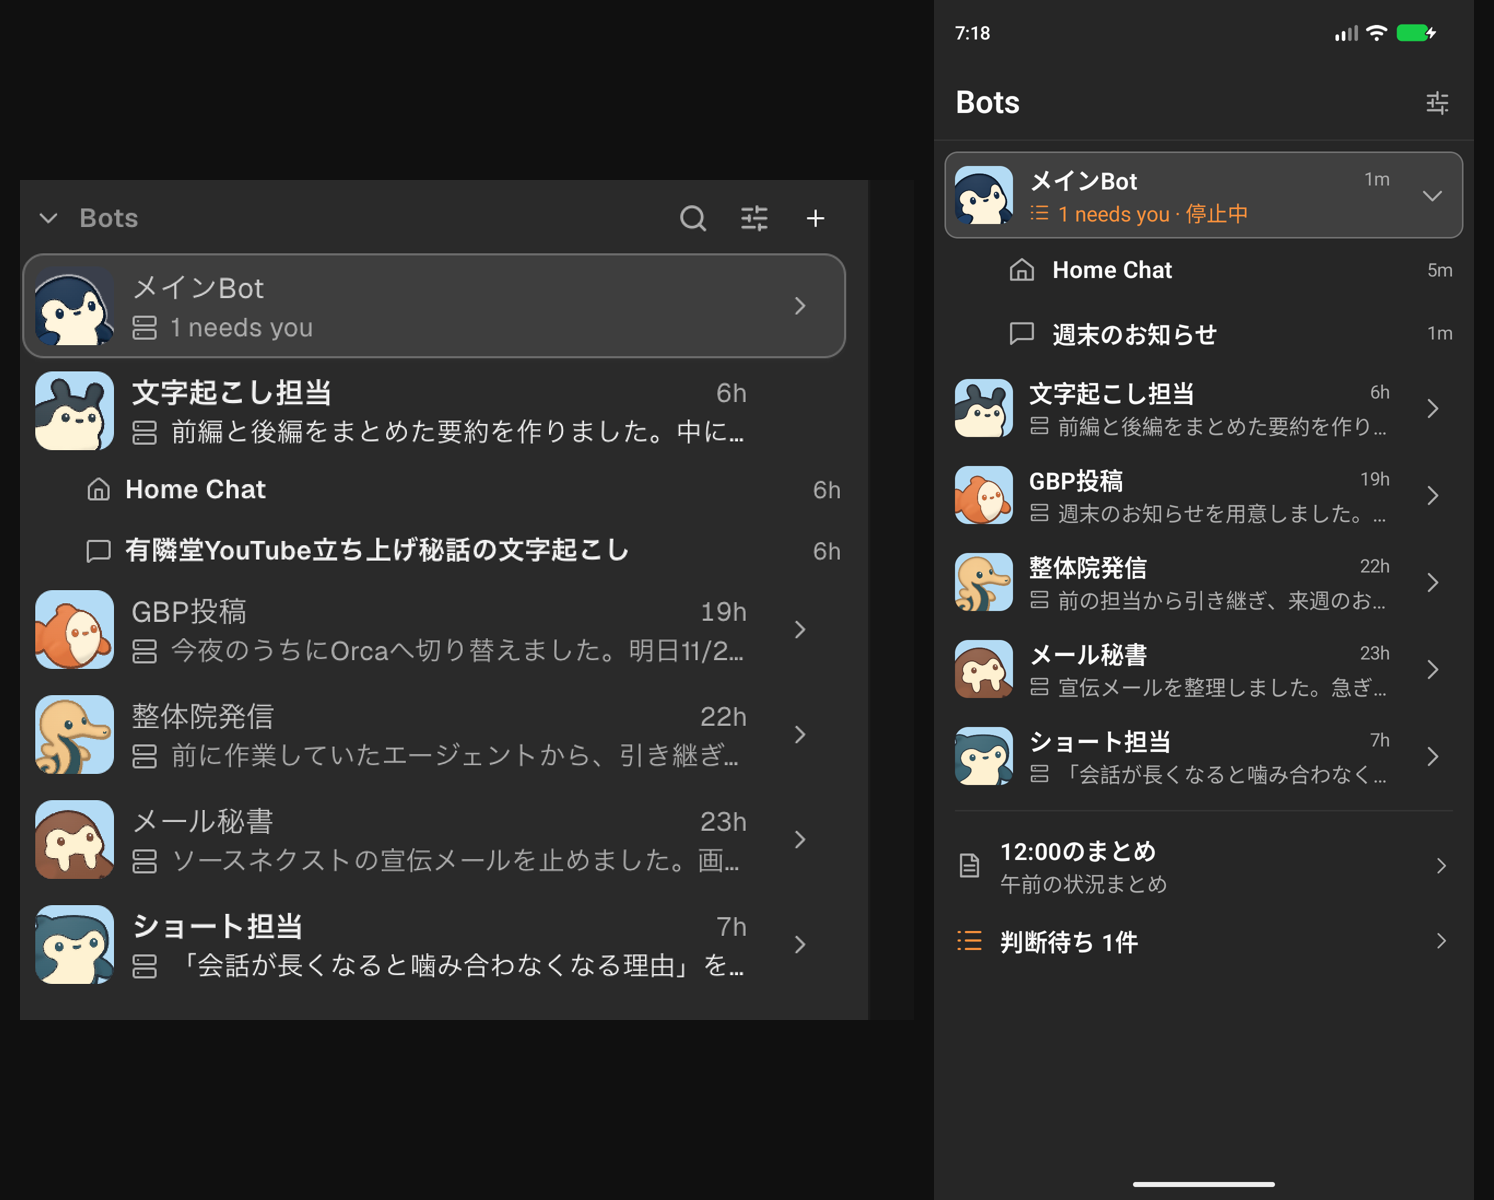 Bots
メインBot
1 needs you
文字起こし担当 6h
前編と後編をまとめた要約を作りました。中に...
Home Chat 6h
有隣堂YouTube立ち上げ秘話の文字起こし 6h
GBP投稿 19h
今夜のうちにOrcaへ切り替えました。明日11/2...
整体院発信 22h
前に作業していたエージェントから、引き継ぎ...
メール秘書 23h
ソースネクストの宣伝メールを止めました。画...
ショート担当 7h
「会話が長くなると噛み合わなくなる理由」を...
7:18
Bots
メインBot 1m
1 needs you · 停止中
Home Chat 5m
週末のお知らせ 1m
文字起こし担当 6h
前編と後編をまとめた要約を作り...
GBP投稿 19h
週末のお知らせを用意しました。...
整体院発信 22h
前の担当から引き継ぎ、来週のお...
メール秘書 23h
宣伝メールを整理しました。急ぎ...
ショート担当 7h
「会話が長くなると噛み合わなく...
12:00のまとめ
午前の状況まとめ
判断待ち 1件